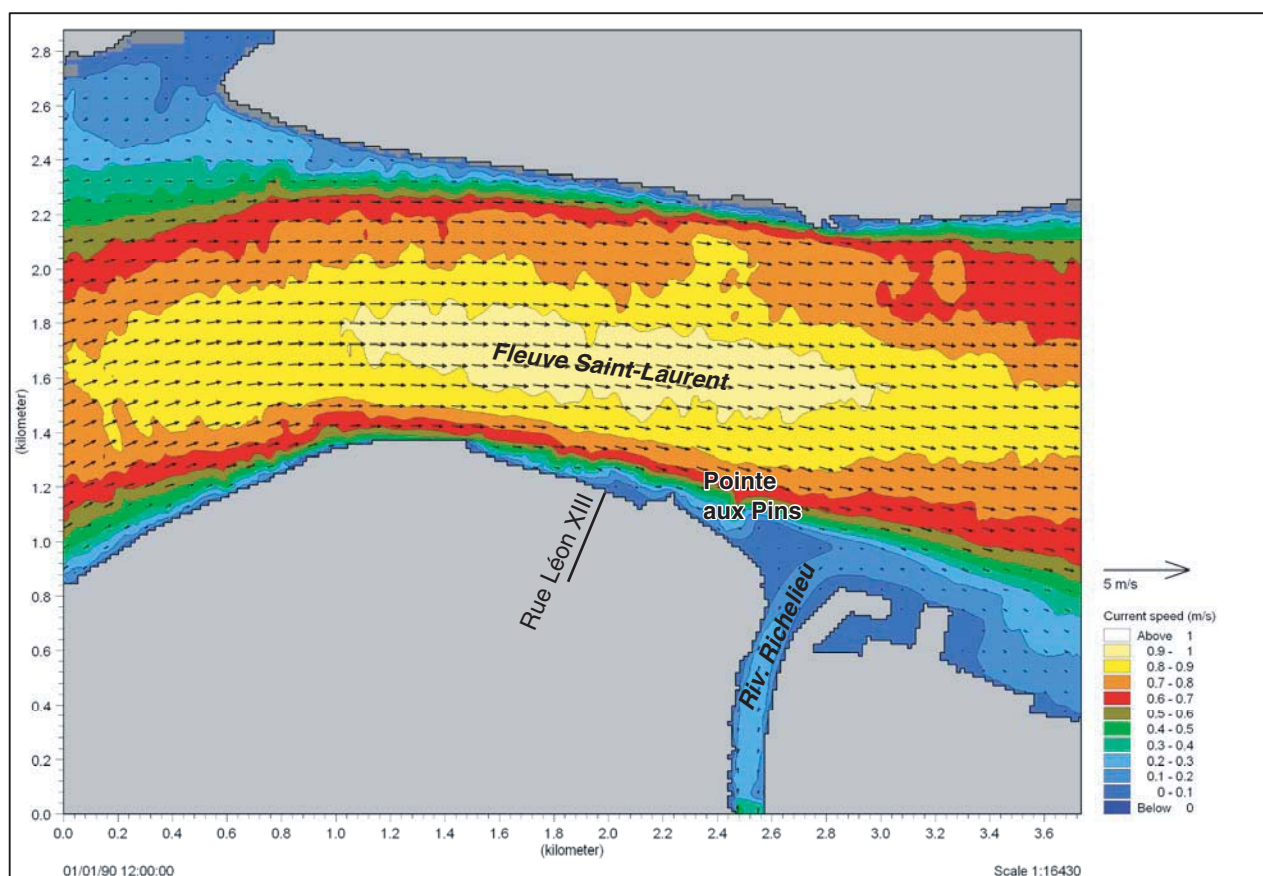 2.8
2.6
2.4
2.2
2.0
1.8
1.6
1.4
1.2
1.0
0.8
0.6
0.4
0.2
0.0
(kilometer)
Fleuve Saint-Laurent
Pointe
aux Pins
Rue Léon XIII
Riv. Richelieu
0.0 0.2 0.4 0.6 0.8 1.0 1.2 1.4 1.6 1.8 2.0 2.2 2.4 2.6 2.8 3.0 3.2 3.4 3.6
(kilometer)
01/01/90 12:00:00
Scale 1:16430
5 m/s
Current speed (m/s)
Above 1
0.9 - 1
0.8 - 0.9
0.7 - 0.8
0.6 - 0.7
0.5 - 0.6
0.4 - 0.5
0.3 - 0.4
0.2 - 0.3
0.1 - 0.2
0 - 0.1
Below 0